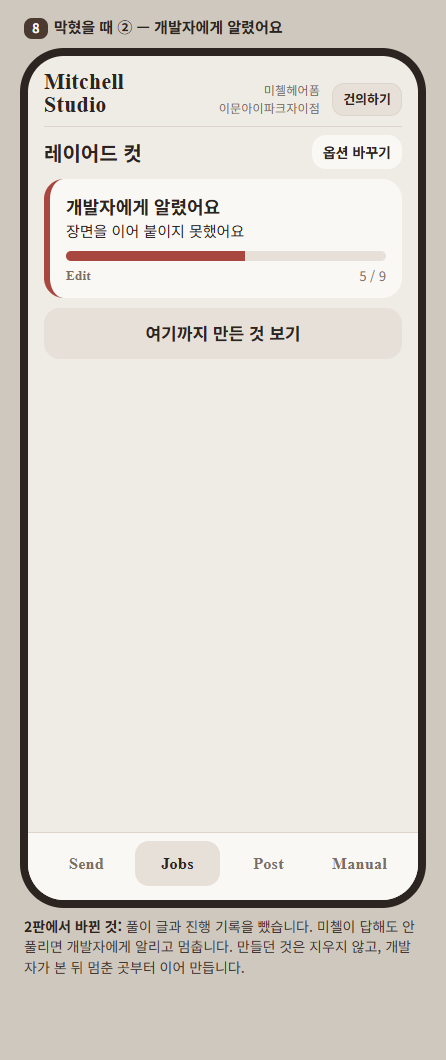 8 막혔을 때 ② — 개발자에게 알렸어요
Mitchell
Studio
미첼헤어폼
이문아이파크자이점
건의하기
레이어드 컷
옵션 바꾸기
개발자에게 알렸어요
장면을 이어 붙이지 못했어요
Edit
5 / 9
여기까지 만든 것 보기
Send
Jobs
Post
Manual
2판에서 바뀐 것: 풀이 글과 진행 기록을 뺐습니다. 미첼이 답해도 안
풀리면 개발자에게 알리고 멈춥니다. 만들던 것은 지우지 않고, 개발
자가 본 뒤 멈춘 곳부터 이어 만듭니다.